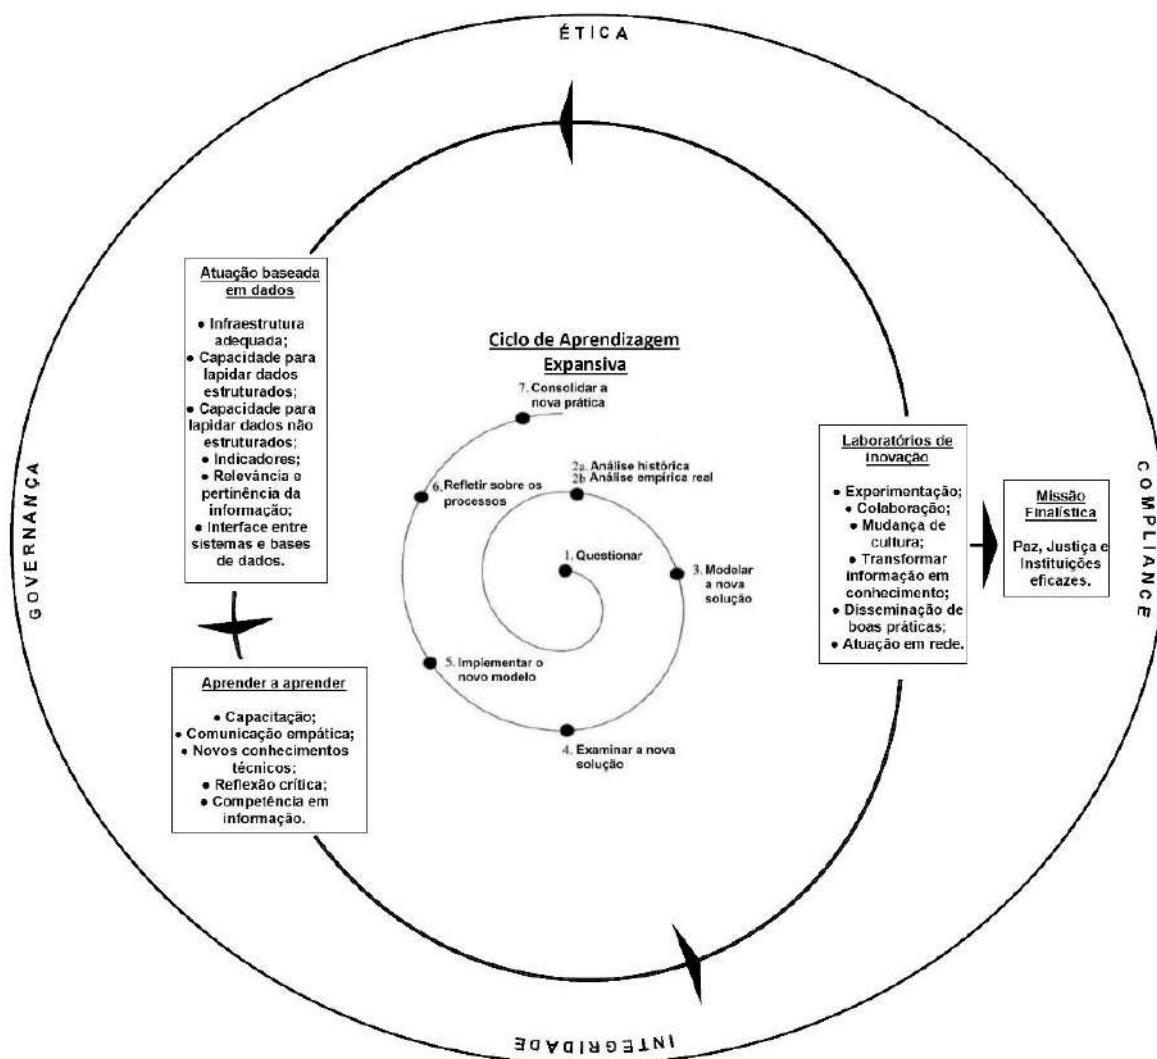 ÉTICA
GOVERNANÇA
COMPLIANCE
INTEGRIDADE
Atuação baseada
em dados
● Infraestrutura
adequada;
● Capacidade para
lapidar dados
estruturados;
● Capacidade para
lapidar dados não
estruturados;
● Indicadores;
● Relevância e
pertinência da
informação;
● Interface entre
sistemas e bases
de dados.
Aprender a aprender
● Capacitação;
● Comunicação empática;
● Novos conhecimentos
técnicos;
● Reflexão crítica;
● Competência em
informação.
Ciclo de Aprendizagem
Expansiva
1. Questionar
2a. Análise histórica
2b Análise empírica real
3. Modelar
a nova
solução
4. Examinar a nova
solução
5. Implementar o
novo modelo
6. Refletir sobre os
processos
7. Consolidar a
nova prática
Laboratórios de
inovação
● Experimentação;
● Colaboração;
● Mudança de
cultura;
● Transformar
informação em
conhecimento;
● Disseminação de
boas práticas;
● Atuação em rede.
Missão
Finalística
Paz, Justiça e
Instituições
eficazes.